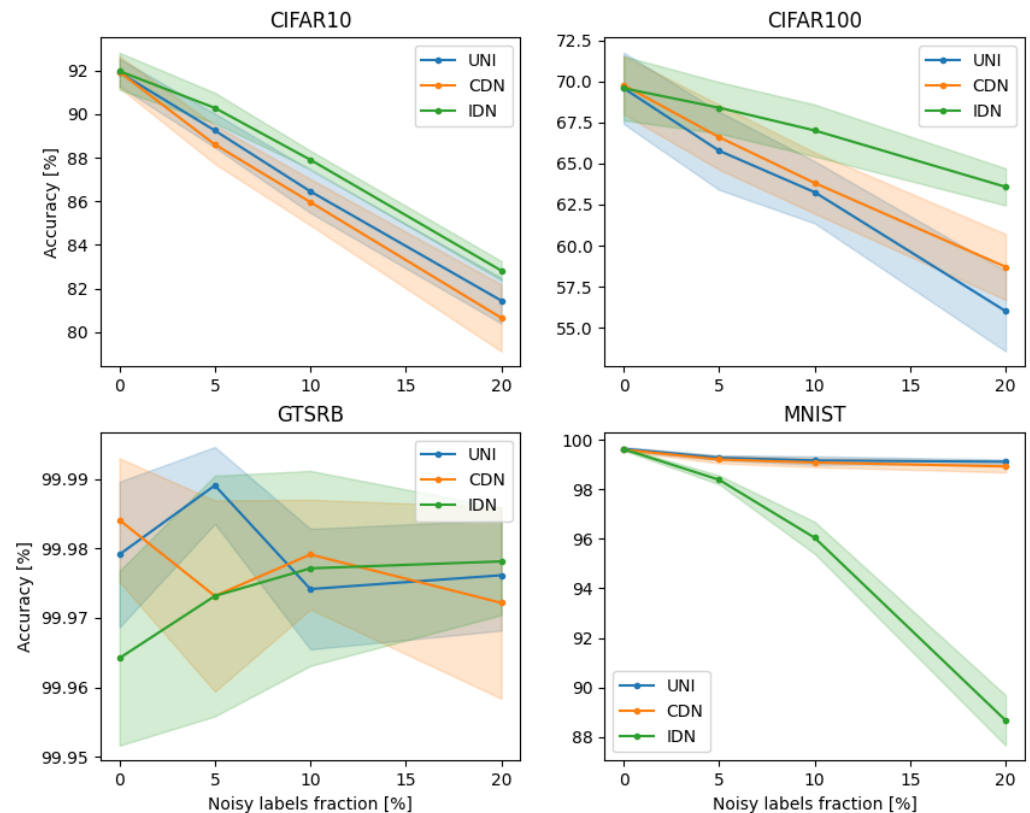 CIFAR10
92
90
88
86
84
82
80
Accuracy [%]
0 5 10 15 20
UNI
CDN
IDN
CIFAR100
72.5
70.0
67.5
65.0
62.5
60.0
57.5
55.0
0 5 10 15 20
UNI
CDN
IDN
GTSRB
99.99
99.98
99.97
99.96
99.95
Accuracy [%]
0 5 10 15 20
Noisy labels fraction [%]
UNI
CDN
IDN
MNIST
100
98
96
94
92
90
88
0 5 10 15 20
Noisy labels fraction [%]
UNI
CDN
IDN